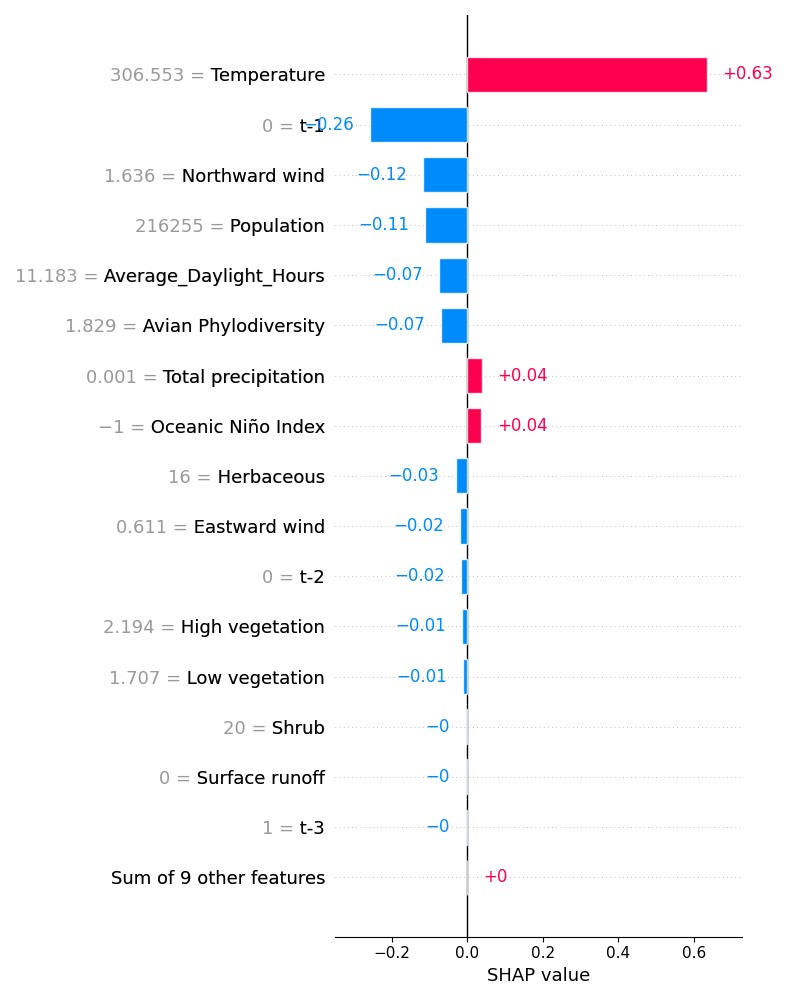 306.553 = Temperature +0.63
0 = t-1 −0.26
1.636 = Northward wind −0.12
216255 = Population −0.11
11.183 = Average_Daylight_Hours −0.07
1.829 = Avian Phylodiversity −0.07
0.001 = Total precipitation +0.04
−1 = Oceanic Niño Index +0.04
16 = Herbaceous −0.03
0.611 = Eastward wind −0.02
0 = t-2 −0.02
2.194 = High vegetation −0.01
1.707 = Low vegetation −0.01
20 = Shrub −0
0 = Surface runoff −0
1 = t-3 −0
Sum of 9 other features +0
−0.2 0.0 0.2 0.4 0.6
SHAP value